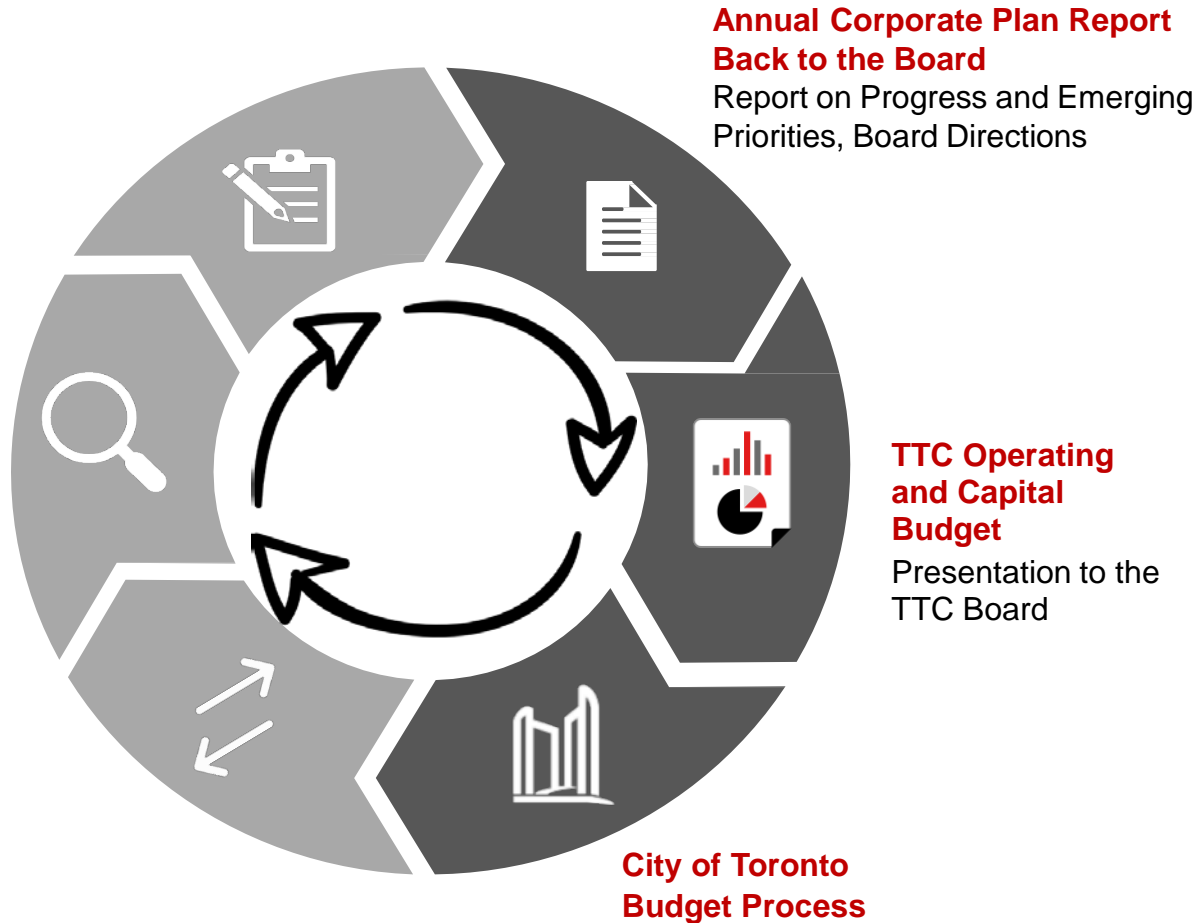 Annual Corporate Plan Report
Back to the Board
Report on Progress and Emerging
Priorities, Board Directions
TTC Operating
and Capital
Budget
Presentation to the
TTC Board
City of Toronto
Budget Process